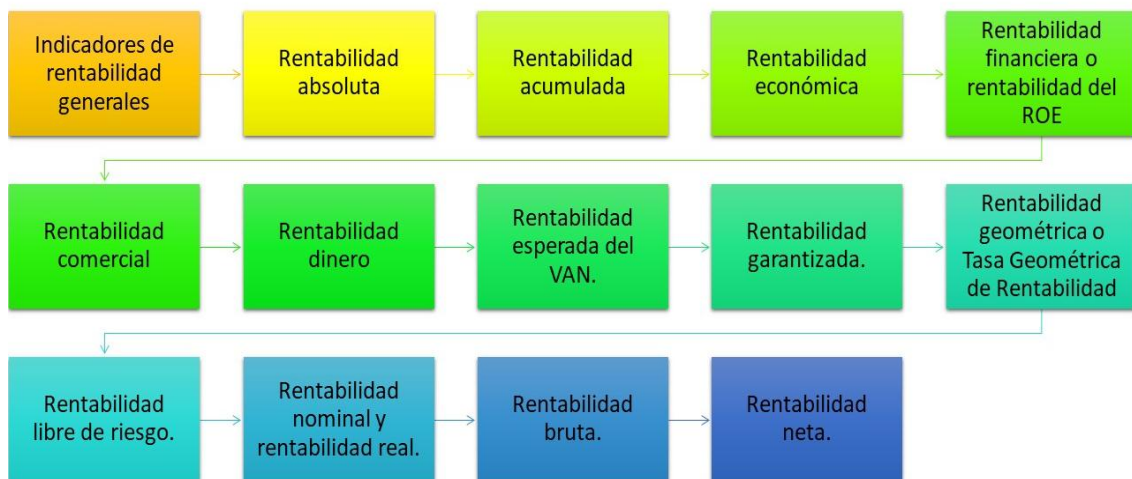 Indicadores de
rentabilidad
generales
Rentabilidad
absoluta
Rentabilidad
acumulada
Rentabilidad
económica
Rentabilidad
financiera o
rentabilidad del
ROE
Rentabilidad
comercial
Rentabilidad
dinero
Rentabilidad
esperada del
VAN.
Rentabilidad
garantizada.
Rentabilidad
geométrica o
Tasa Geométrica
de Rentabilidad
Rentabilidad
libre de riesgo.
Rentabilidad
nominal y
rentabilidad real.
Rentabilidad
bruta.
Rentabilidad
neta.